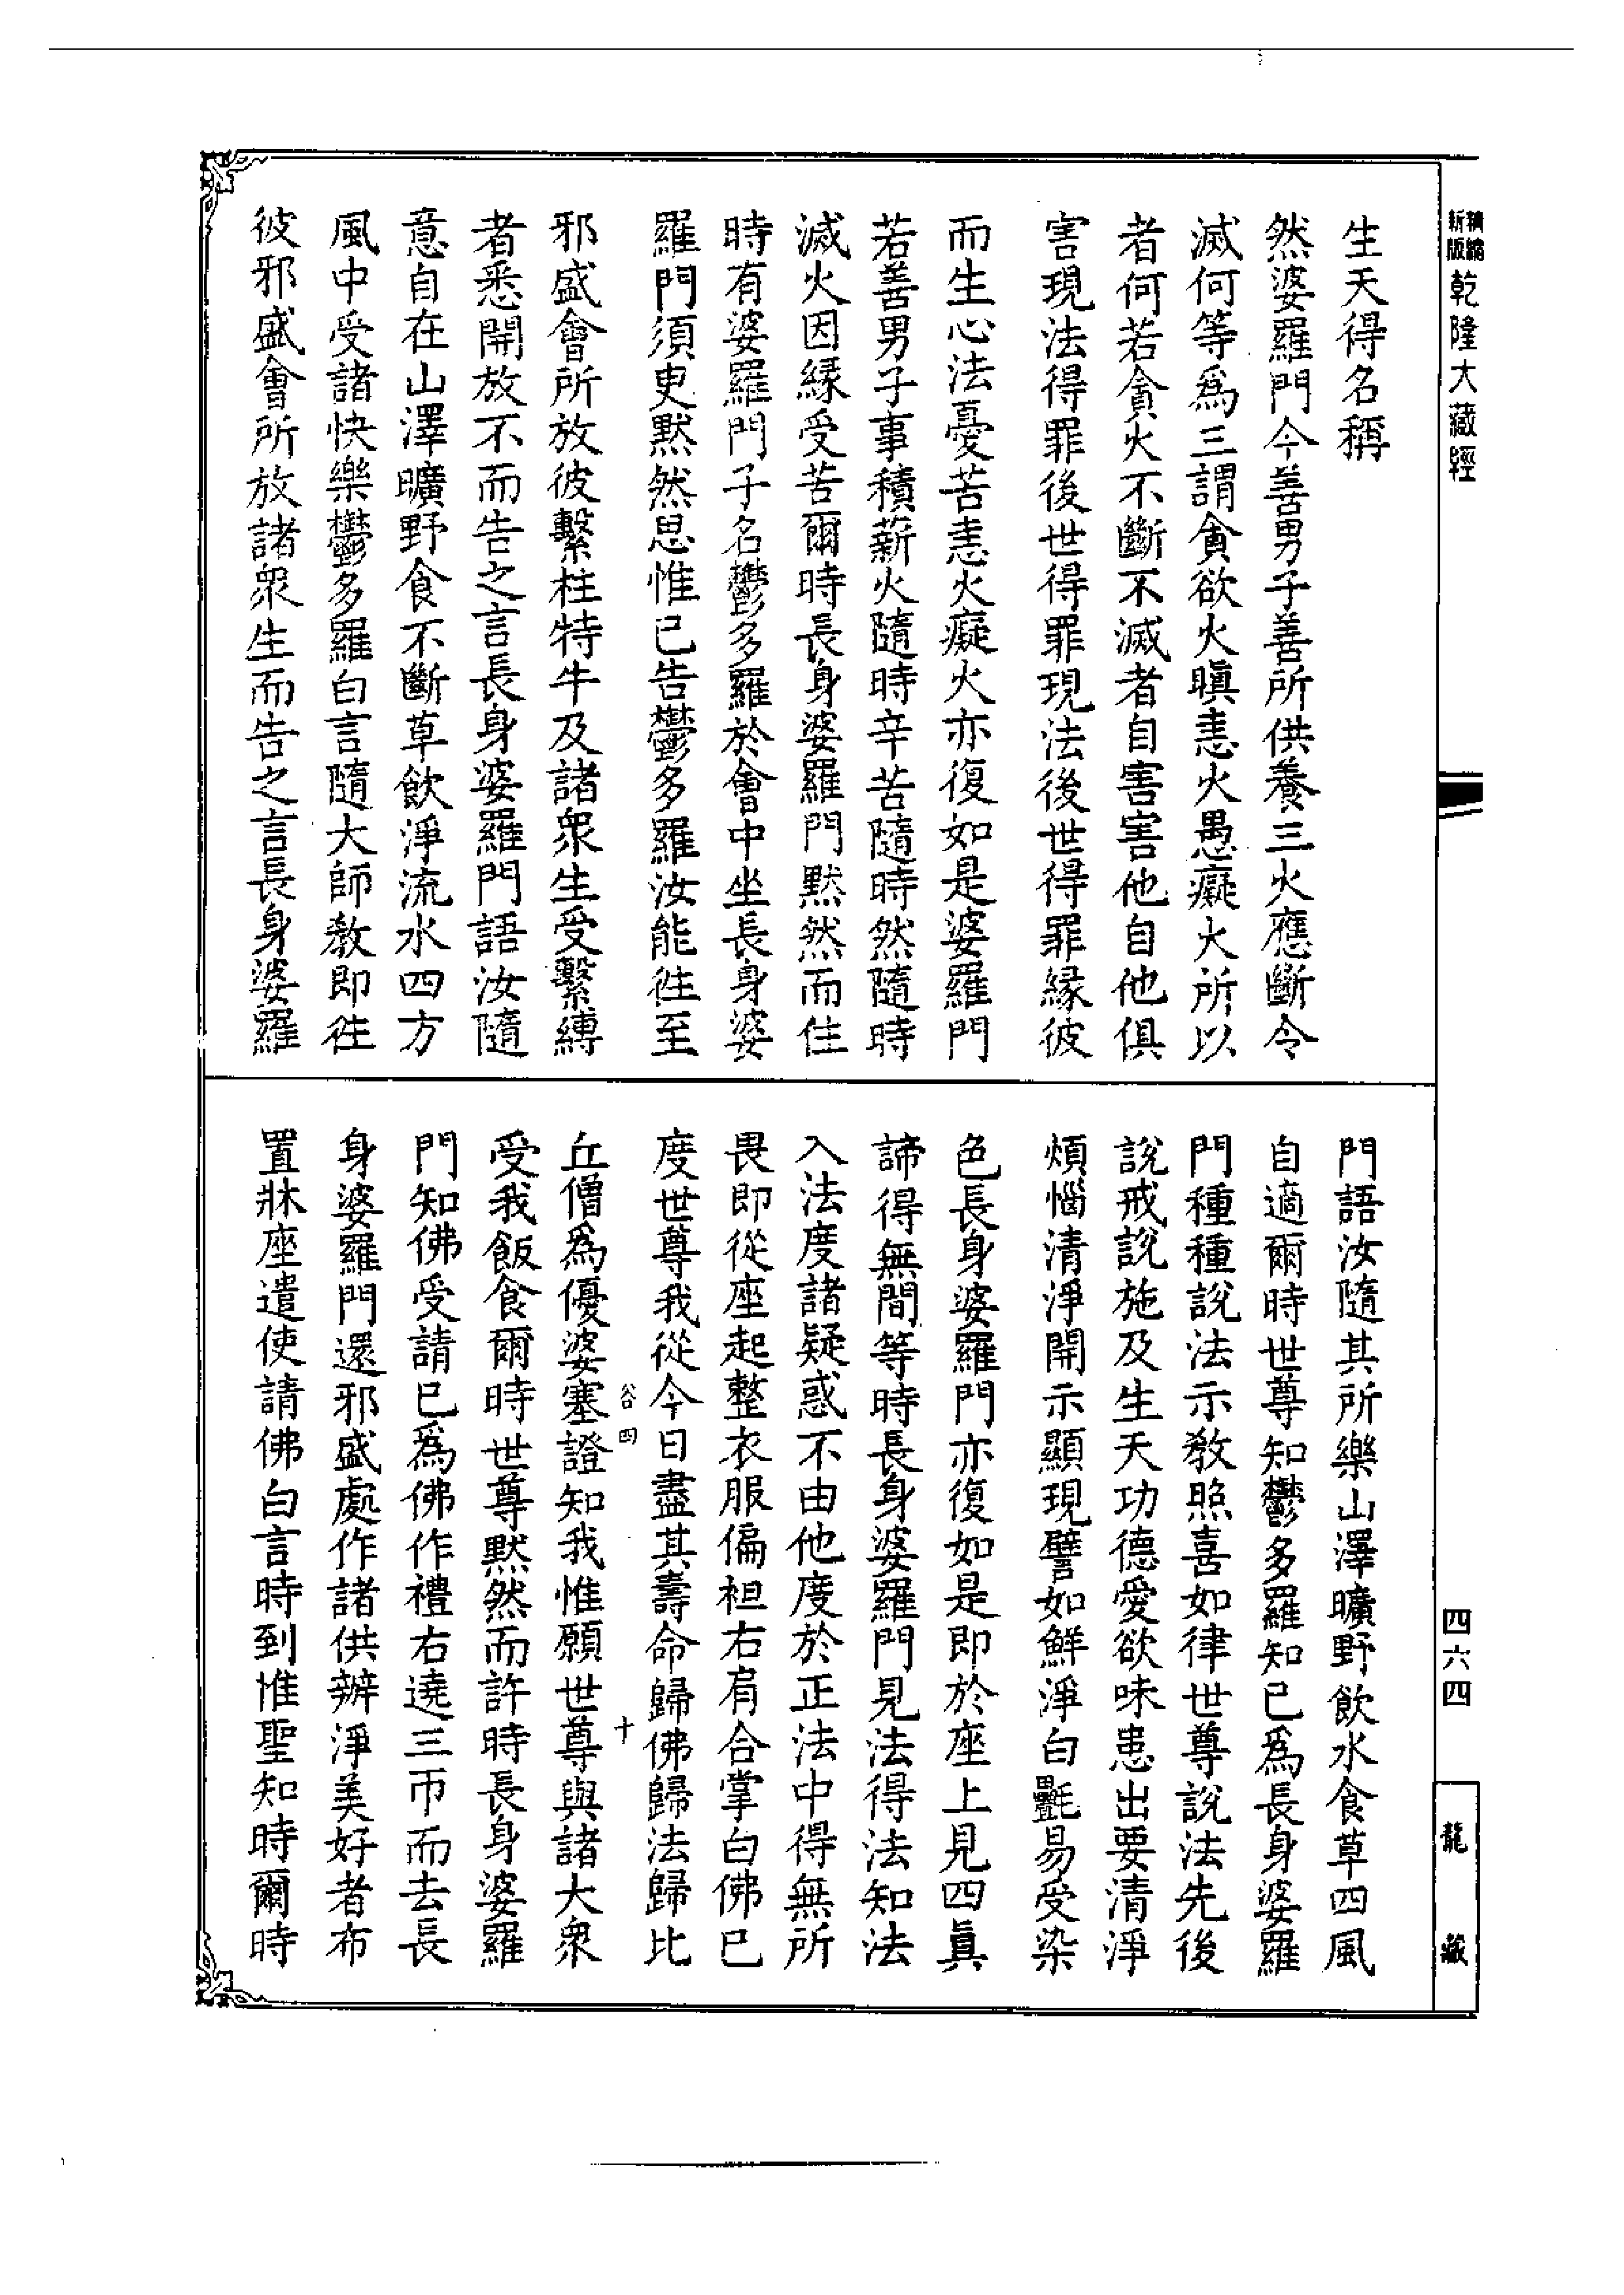 精縮新版乾隆大藏經
生天得名稱
然婆羅門今善男子善所供養三火應斷令
滅何等為三謂貪欲火瞋恚火愚癡火所以
者何若貪火不斷不滅者自害害他自他俱
害現法得罪後世得罪現法後世得罪緣彼
而生心法憂苦恚火癡火亦復如是婆羅門
若善男子事積薪火隨時辛苦隨時然隨時
滅火因緣受苦爾時長身婆羅門默然而住
時有婆羅門子名鬱多羅於會中坐長身婆
羅門須臾默然思惟已告鬱多羅汝能往至
邪盛會所放彼繫柱特牛及諸眾生受繫縛
者悉開放不而告之言長身婆羅門語汝隨
意自在山澤曠野食不斷草飲淨流水四方
風中受諸快樂鬱多羅白言隨大師教即往
彼邪盛會所放諸眾生而告之言長身婆羅
門語汝隨其所樂山澤曠野飲水食草四風
自適爾時世尊知鬱多羅知已為長身婆羅
門種種說法示教照喜如律世尊說法先後
說戒說施及生天功德愛欲味患出要清淨
煩惱清淨開示顯現譬如鮮淨白氎易受染
色長身婆羅門亦復如是即於座上見四真
諦得無間等時長身婆羅門見法得法知法
入法度諸疑惑不由他度於正法中得無所
畏即從座起整衣服偏袒右肩合掌白佛已
度世尊我從今日盡其壽命歸佛歸法歸比
谷四 十
丘僧為優婆塞證知我惟願世尊與諸大眾
受我飯食爾時世尊默然而許時長身婆羅
門知佛受請已為佛作禮右遶三帀而去長
身婆羅門還邪盛處作諸供辦淨美好者布
置牀座遣使請佛白言時到惟聖知時爾時
四六四
龍藏